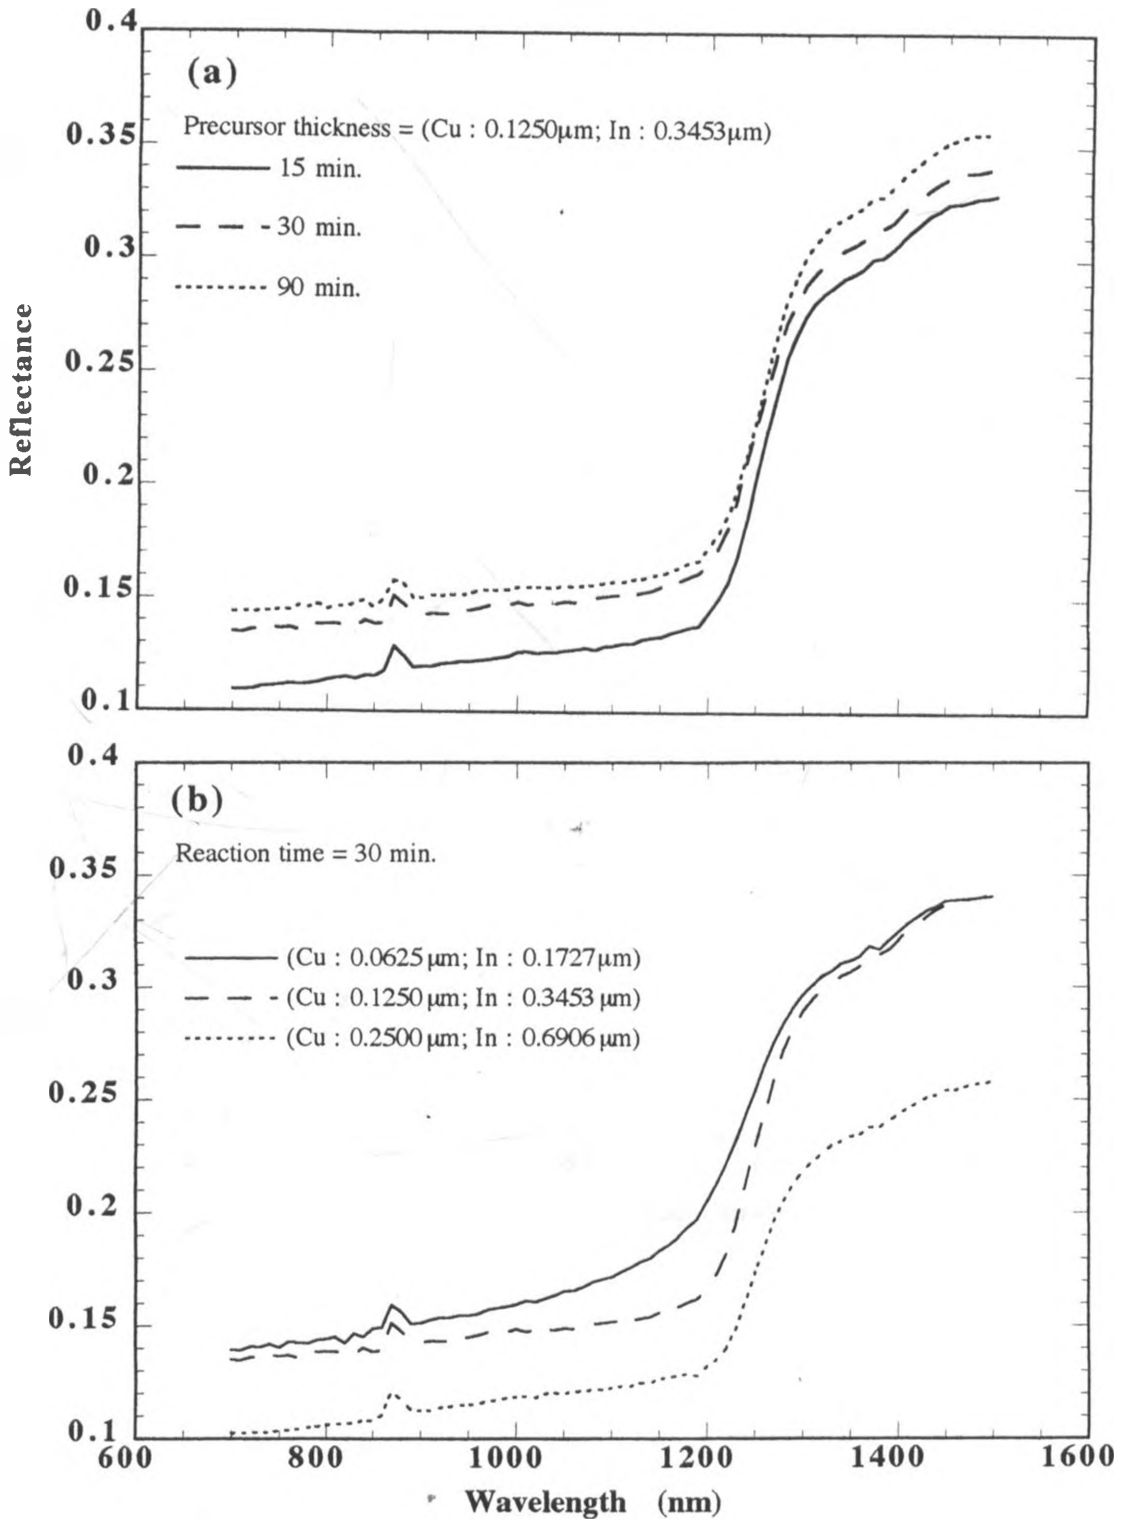 0.4
(a)
Precursor thickness = (Cu : 0.1250µm; In : 0.3453µm)
0.35
15 min.
30 min.
0.3
90 min.
0.25
0.2
0.15
0.1
Reflectance
0.4
(b)
Reaction time = 30 min.
0.35
(Cu : 0.0625 µm; In : 0.1727µm)
0.3
(Cu : 0.1250 µm; In : 0.3453 µm)
(Cu : 0.2500 µm; In : 0.6906 µm)
0.25
0.2
0.15
0.1
600 800 1000 1200 1400 1600
Wavelength (nm)